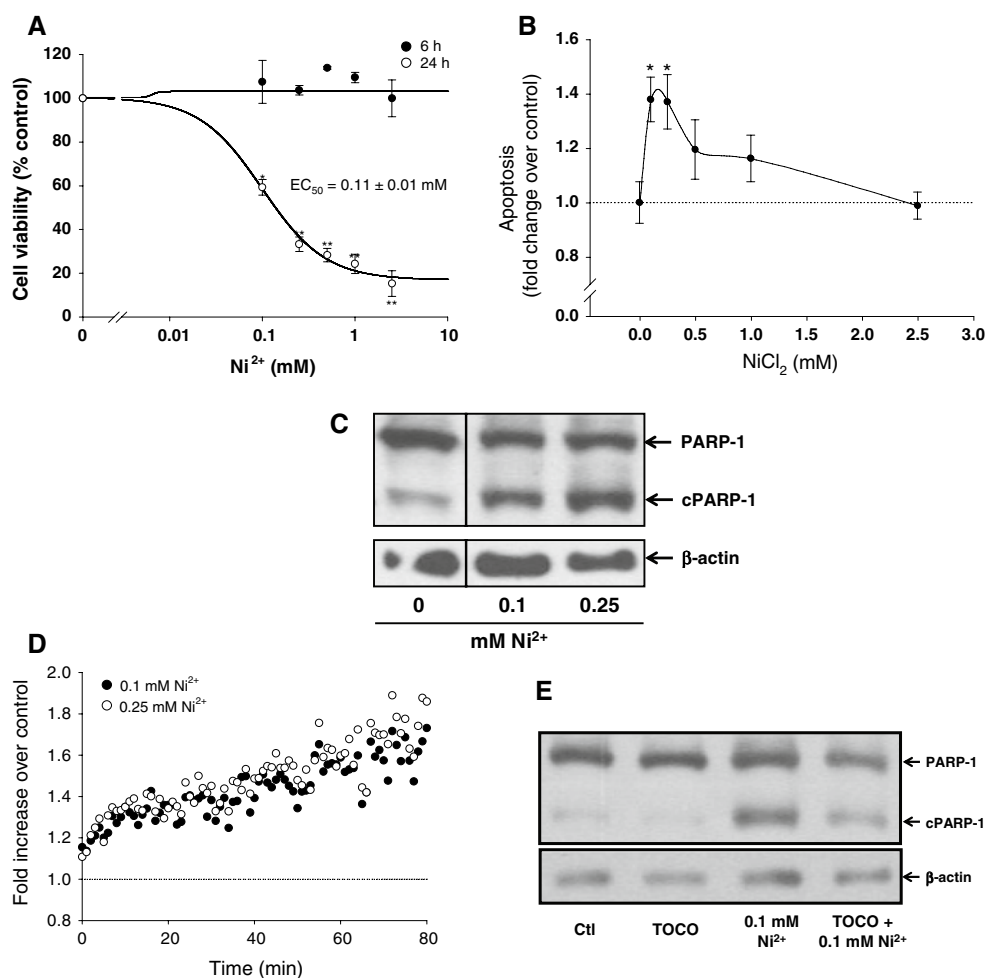 A
Cell viability (% control)
120
100
80
60
40
20
0
6 h
24 h
*
**
**
**
**
EC50 = 0.11 ± 0.01 mM
0 0.01 0.1 1 10
Ni2+ (mM)
B
Apoptosis
(fold change over control)
1.6
1.4
1.2
1.0
0.8
0.0
* *
0.0 0.5 1.0 1.5 2.0 2.5 3.0
NiCl2 (mM)
C
PARP-1
cPARP-1
β-actin
0 0.1 0.25
mM Ni2+
D
Fold increase over control
2.0
1.8
1.6
1.4
1.2
1.0
0.8
0.1 mM Ni2+
0.25 mM Ni2+
0 20 40 60 80
Time (min)
E
PARP-1
cPARP-1
β-actin
Ctl
TOCO
0.1 mM
Ni2+
TOCO +
0.1 mM Ni2+